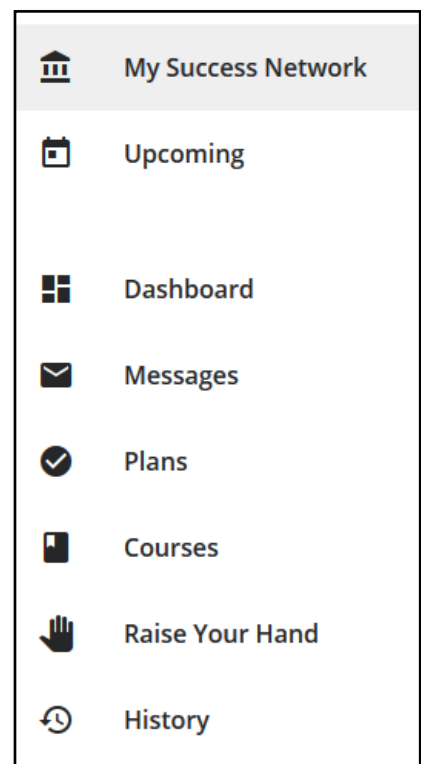 My Success Network
Upcoming
Dashboard
Messages
Plans
Courses
Raise Your Hand
History